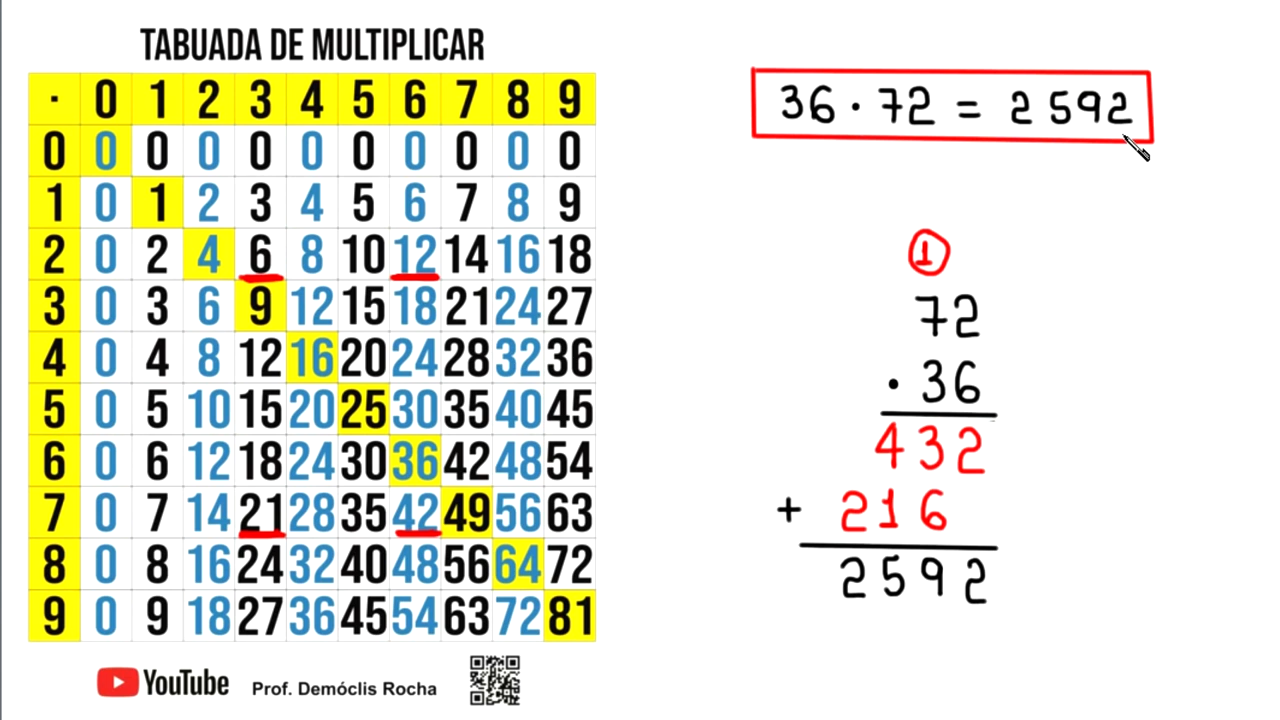 TABUADA DE MULTIPLICAR
· 0 1 2 3 4 5 6 7 8 9
0 0 0 0 0 0 0 0 0 0 0
1 0 1 2 3 4 5 6 7 8 9
2 0 2 4 6 8 10 12 14 16 18
3 0 3 6 9 12 15 18 21 24 27
4 0 4 8 12 16 20 24 28 32 36
5 0 5 10 15 20 25 30 35 40 45
6 0 6 12 18 24 30 36 42 48 54
7 0 7 14 21 28 35 42 49 56 63
8 0 8 16 24 32 40 48 56 64 72
9 0 9 18 27 36 45 54 63 72 81
YouTube Prof. Demóclis Rocha
36 · 72 = 2592
1
72
· 36
432
+ 216
2592